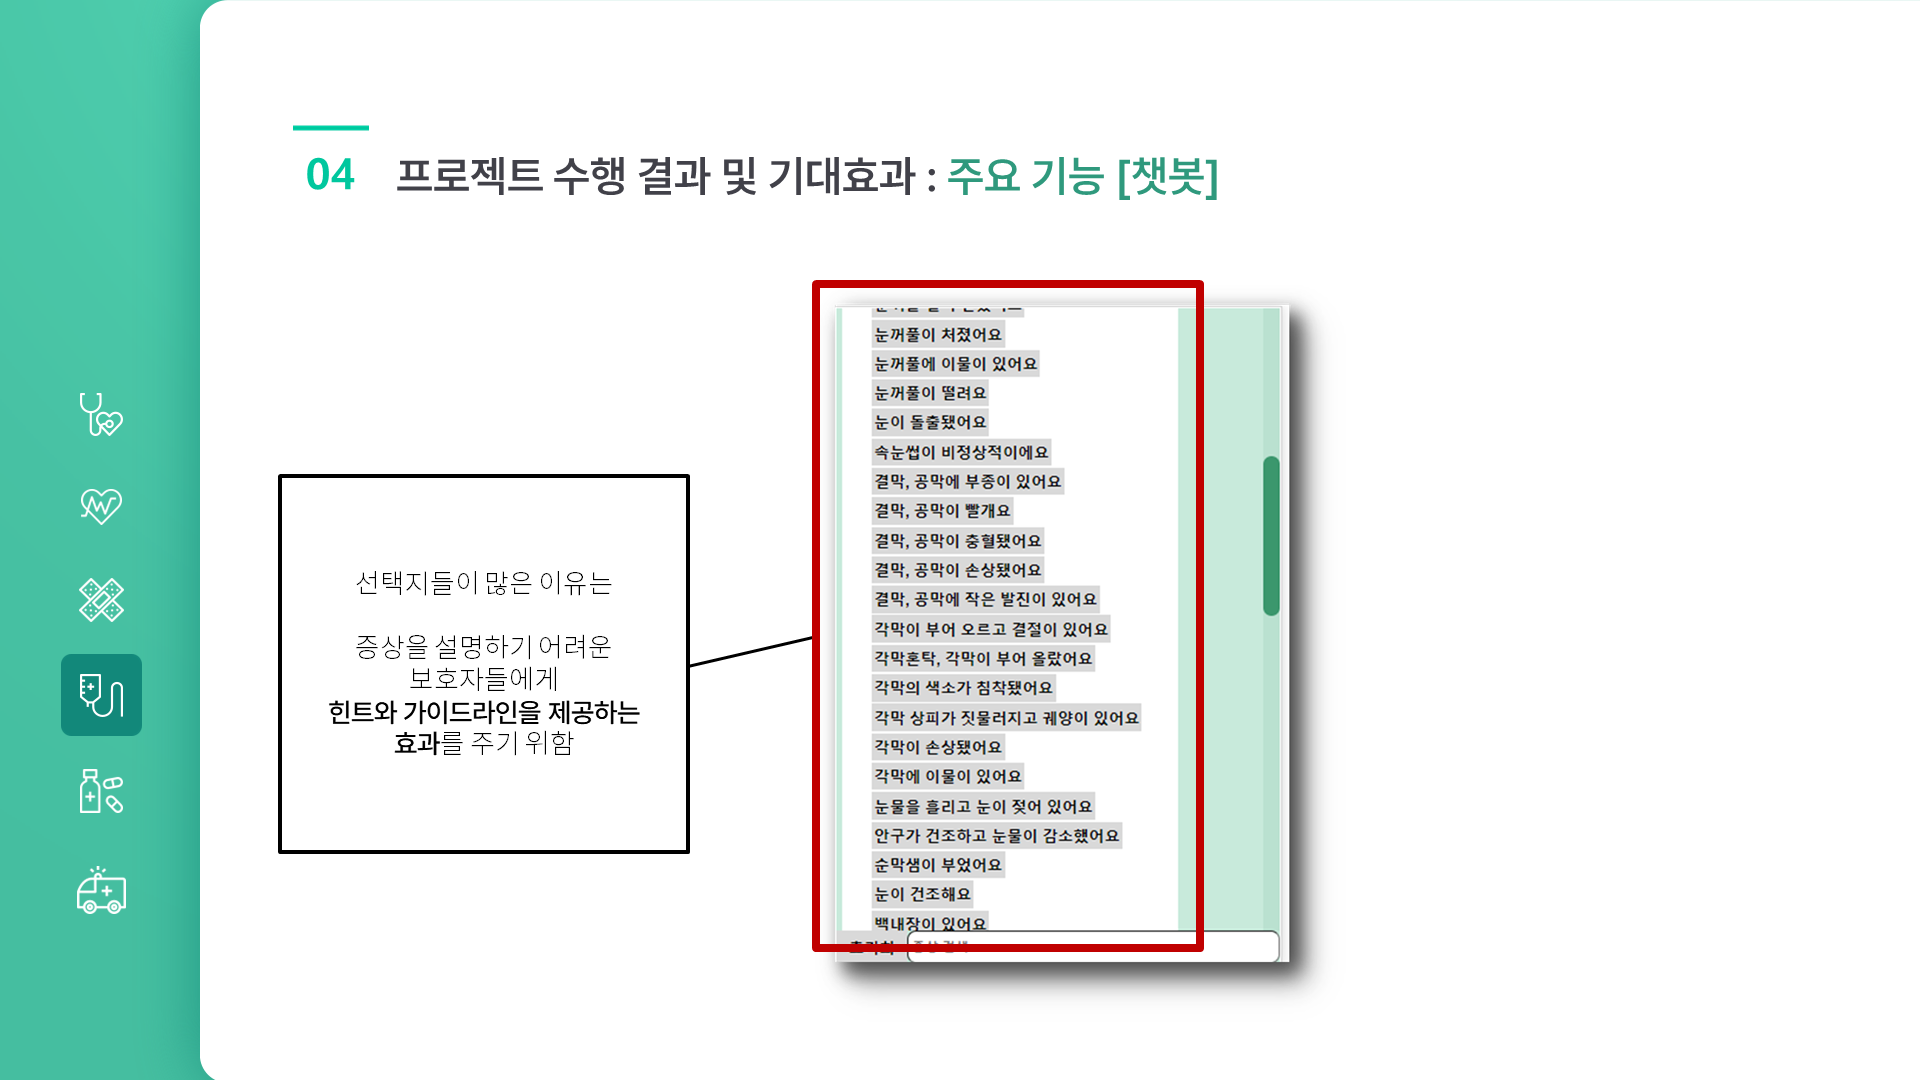 04 프로젝트 수행 결과 및 기대효과 : 주요 기능 [챗봇]
선택지들이 많은 이유는
증상을 설명하기 어려운
보호자들에게
힌트와 가이드라인을 제공하는
효과를 주기 위함
눈꺼풀이 처졌어요
눈꺼풀에 이물이 있어요
눈꺼풀이 떨려요
눈이 돌출됐어요
속눈썹이 비정상적이에요
결막, 공막에 부종이 있어요
결막, 공막이 빨개요
결막, 공막이 충혈됐어요
결막, 공막이 손상됐어요
결막, 공막에 작은 발진이 있어요
각막이 부어 오르고 결절이 있어요
각막혼탁, 각막이 부어 올랐어요
각막의 색소가 침착됐어요
각막 상피가 짓물러지고 궤양이 있어요
각막이 손상됐어요
각막에 이물이 있어요
눈물을 흘리고 눈이 젖어 있어요
안구가 건조하고 눈물이 감소했어요
순막샘이 부었어요
눈이 건조해요
백내장이 있어요